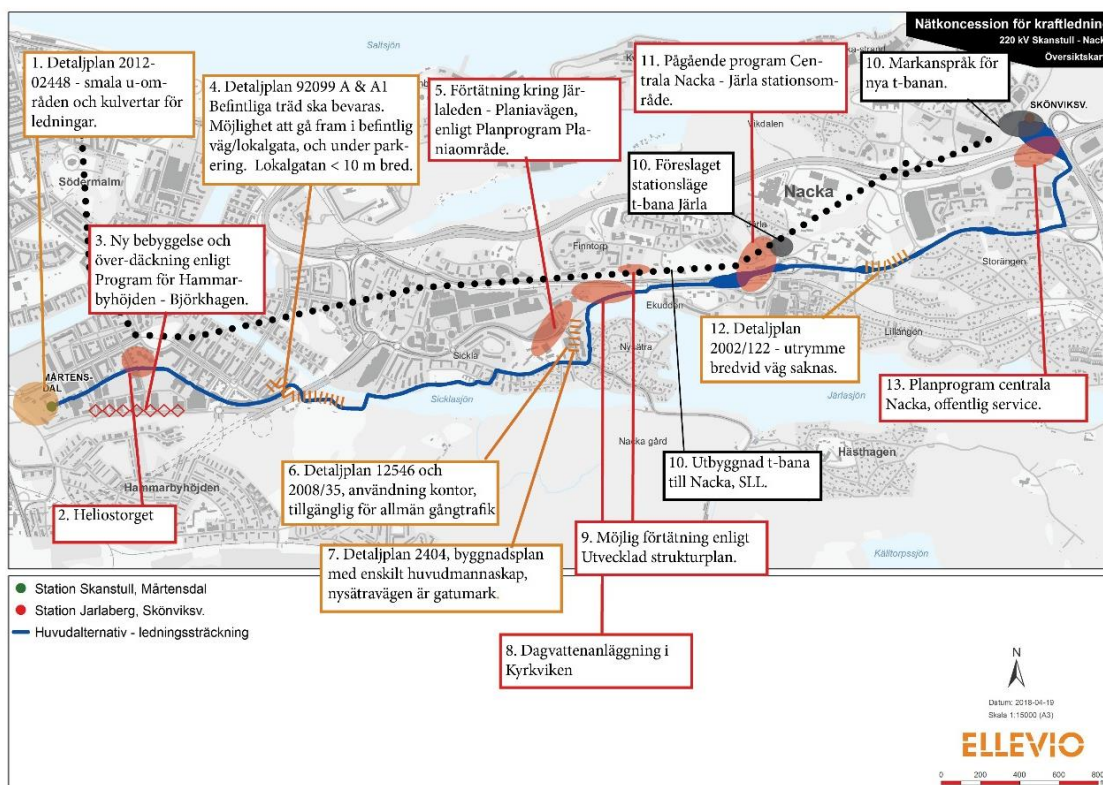 Nätkoncession för kraftledning
220 kV Skanstull - Nack
Översiktskar
1. Detaljplan 2012-
02448 - smala u-om-
råden och kulvertar för
ledningar.
4. Detaljplan 92099 A & A1
Befintliga träd ska bevaras.
Möjlighet att gå fram i befintlig
väg/lokalgata, och under park-
ering.  Lokalgatan < 10 m bred.
5. Förtätning kring Jär-
laleden - Planiavägen,
enligt Planprogram Pla-
niaområde.
11. Pågående program Cen-
trala Nacka - Järla stationsom-
råde.
10. Markanspråk för
nya t-banan.
Saltsjön
SKÖNVIKSV.
Vikdalen
10. Föreslaget
stationsläge
t-bana Järla
Nacka
Södermalm
3. Ny bebyggelse och
över-däckning enligt
Program för Hammar-
byhöjden - Björkhagen.
Finntorp
Järla
Storängen
Ekudden
Sickla
Nysätra
Lillängen
12. Detaljplan
2002/122 - utrymme
bredvid väg saknas.
MÅRTENS-
DAL
Sicklasjön
Järlasjön
13. Planprogram centrala
Nacka, offentlig service.
Nacka gård
Hästhagen
6. Detaljplan 12546 och
2008/35, användning kontor,
tillgänglig för allmän gångtrafik
10. Utbyggnad t-bana
till Nacka, SLL.
Hammarbyhöjden
2. Heliostorget
9. Möjlig förtätning enligt
Utvecklad strukturplan.
7. Detaljplan 2404, byggnadsplan
med enskilt huvudmannaskap,
nysätravägen är gatumark.
Källtorpssjön
Station Skanstull, Mårtensdal
Station Jarlaberg, Skönviksv.
Huvudalternativ - ledningssträckning
8. Dagvattenanläggning i
Kyrkviken
N
Datum: 2018-04-19
Skala 1:15000 (A3)
ELLEVIO
0 200 400 600 800